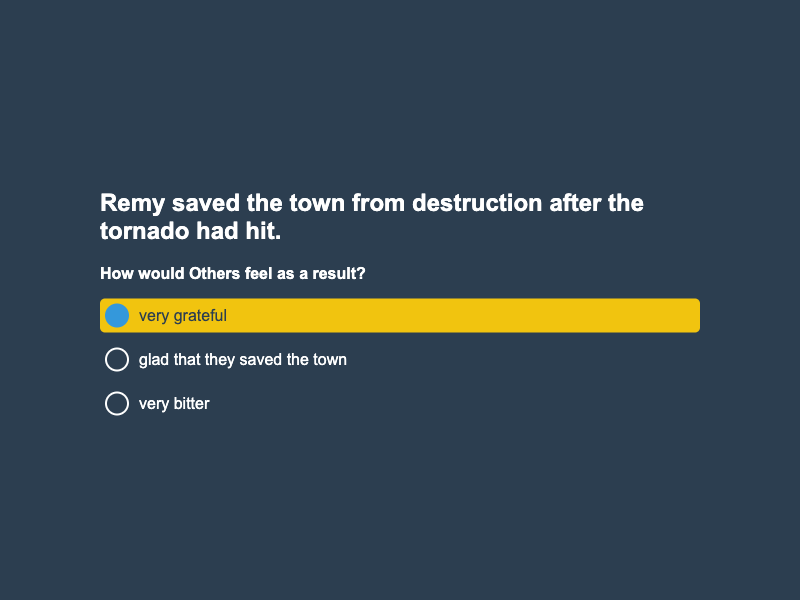 Remy saved the town from destruction after the
tornado had hit.
How would Others feel as a result?
very grateful
glad that they saved the town
very bitter